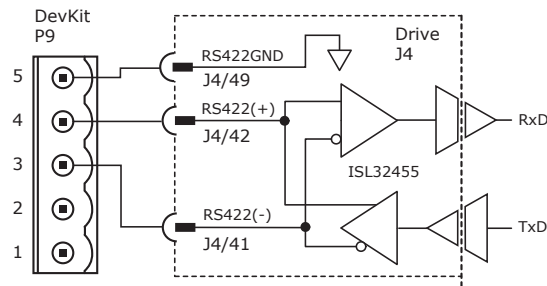 DevKit
P9
Drive
J4
5
RS422GND
J4/49
4
RS422(+)
J4/42
RxD
3
ISL32455
2
RS422(-)
TxD
1
J4/41